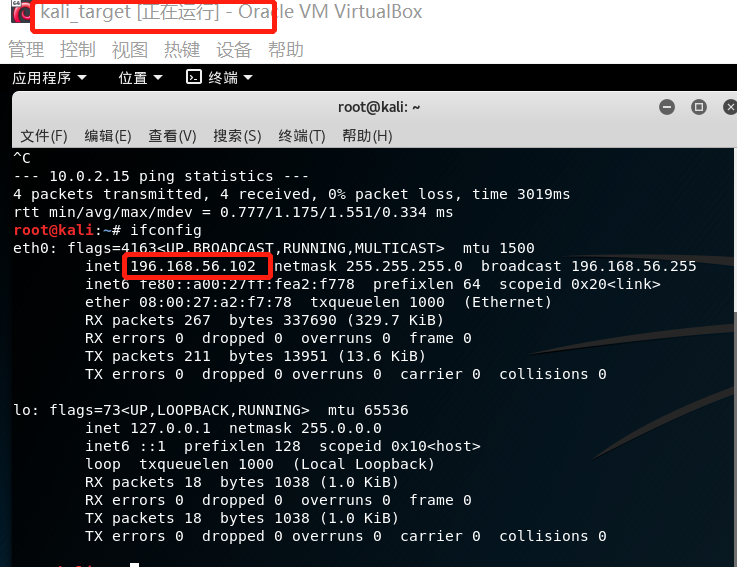 kali_target [正在运行] - Oracle VM VirtualBox
管理 控制 视图 热键 设备 帮助
应用程序 位置 终端
root@kali: ~
文件(F) 编辑(E) 查看(V) 搜索(S) 终端(T) 帮助(H)
^C
--- 10.0.2.15 ping statistics ---
4 packets transmitted, 4 received, 0% packet loss, time 3019ms
rtt min/avg/max/mdev = 0.777/1.175/1.551/0.334 ms
root@kali:~# ifconfig
eth0: flags=4163<UP,BROADCAST,RUNNING,MULTICAST>  mtu 1500
inet 196.168.56.102  netmask 255.255.255.0  broadcast 196.168.56.255
inet6 fe80::a00:27ff:fea2:f778  prefixlen 64  scopeid 0x20<link>
ether 08:00:27:a2:f7:78  txqueuelen 1000  (Ethernet)
RX packets 267  bytes 337690 (329.7 KiB)
RX errors 0  dropped 0  overruns 0  frame 0
TX packets 211  bytes 13951 (13.6 KiB)
TX errors 0  dropped 0 overruns 0  carrier 0  collisions 0
lo: flags=73<UP,LOOPBACK,RUNNING>  mtu 65536
inet 127.0.0.1  netmask 255.0.0.0
inet6 ::1  prefixlen 128  scopeid 0x10<host>
loop  txqueuelen 1000  (Local Loopback)
RX packets 18  bytes 1038 (1.0 KiB)
RX errors 0  dropped 0  overruns 0  frame 0
TX packets 18  bytes 1038 (1.0 KiB)
TX errors 0  dropped 0 overruns 0  carrier 0  collisions 0